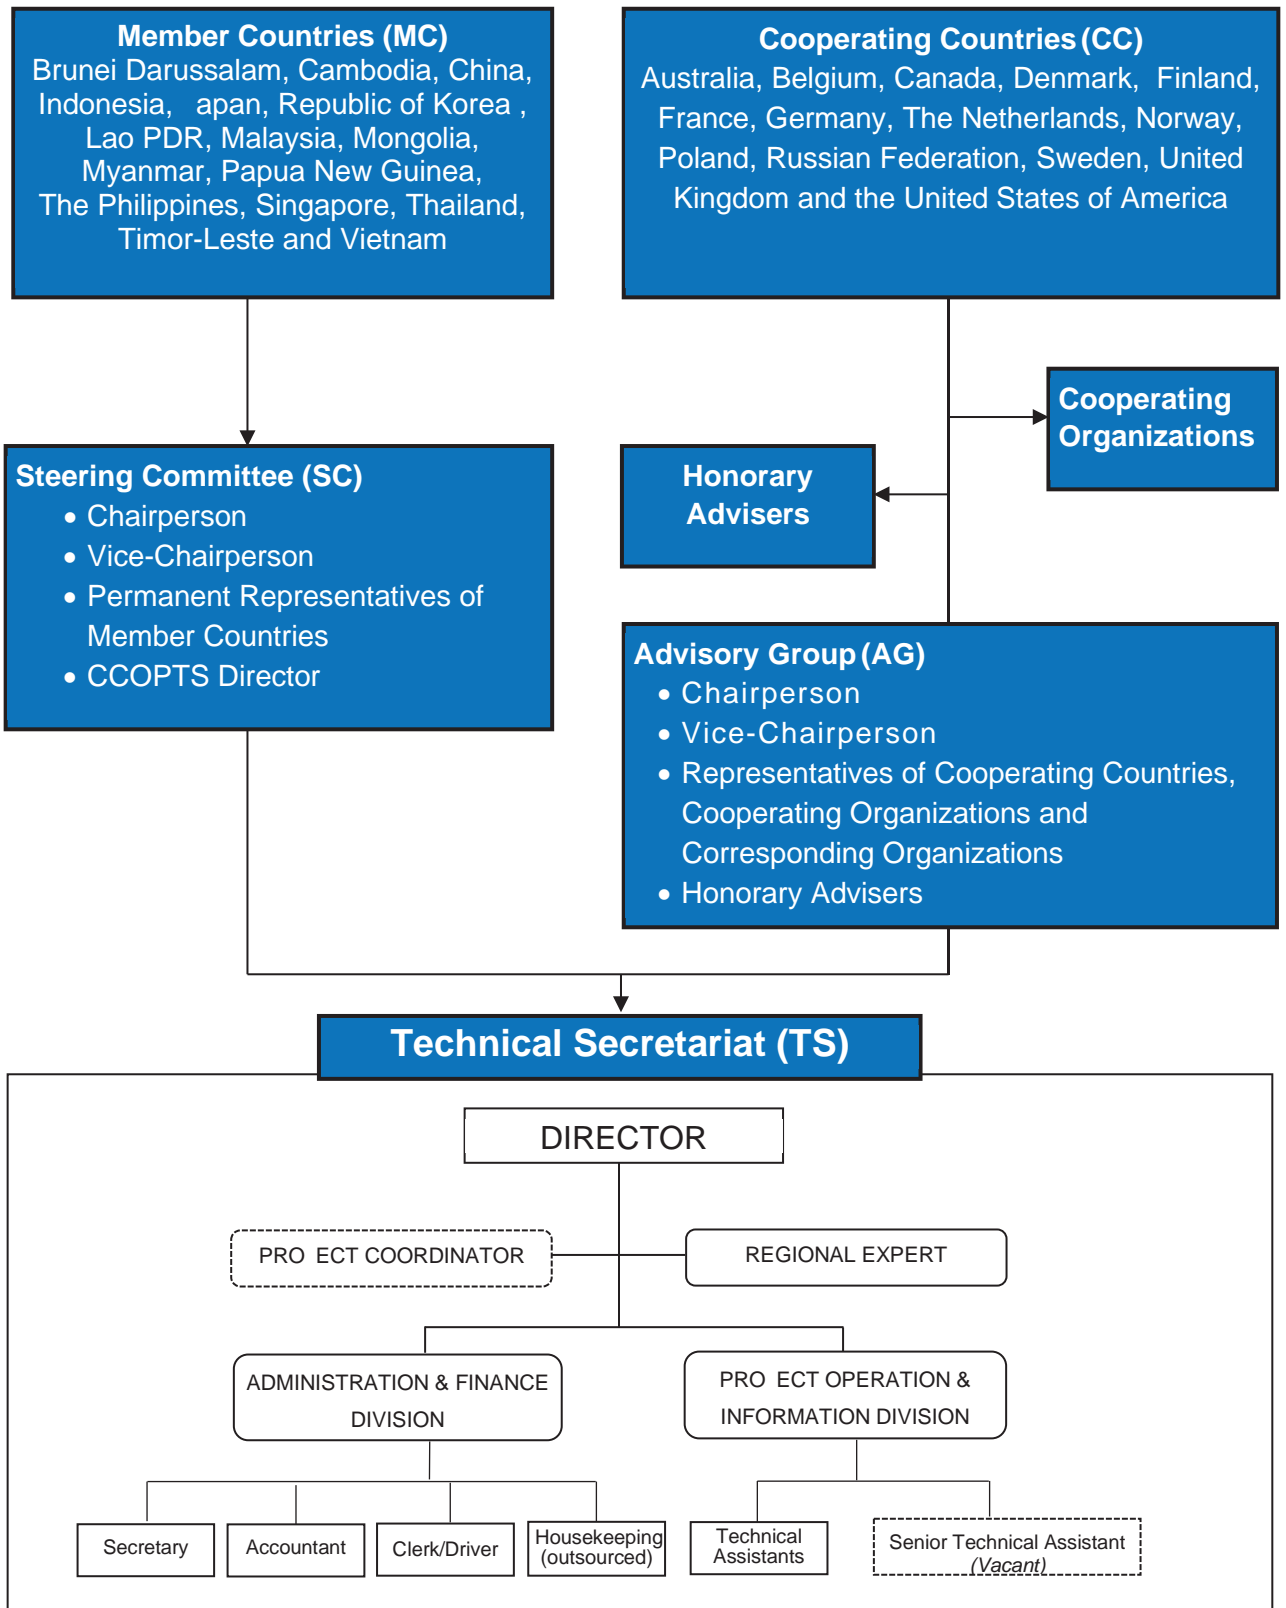 Member Countries (MC)
Brunei Darussalam, Cambodia, China,
Indonesia, apan, Republic of Korea ,
Lao PDR, Malaysia, Mongolia,
Myanmar, Papua New Guinea,
The Philippines, Singapore, Thailand,
Timor-Leste and Vietnam
Cooperating Countries (CC)
Australia, Belgium, Canada, Denmark, Finland,
France, Germany, The Netherlands, Norway,
Poland, Russian Federation, Sweden, United
Kingdom and the United States of America
Cooperating
Organizations
Honorary
Advisers
Steering Committee (SC)
• Chairperson
• Vice-Chairperson
• Permanent Representatives of
Member Countries
• CCOPTS Director
Advisory Group (AG)
• Chairperson
• Vice-Chairperson
• Representatives of Cooperating Countries,
Cooperating Organizations and
Corresponding Organizations
• Honorary Advisers
Technical Secretariat (TS)
DIRECTOR
PRO ECT COORDINATOR
REGIONAL EXPERT
ADMINISTRATION & FINANCE
DIVISION
PRO ECT OPERATION &
INFORMATION DIVISION
Secretary
Accountant
Clerk/Driver
Housekeeping
(outsourced)
Technical
Assistants
Senior Technical Assistant
(Vacant)